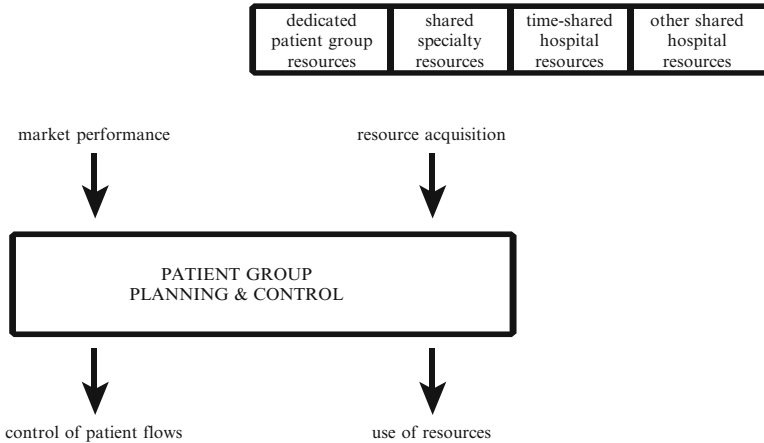 dedicated
patient group
resources
shared
specialty
resources
time-shared
hospital
resources
other shared
hospital
resources
market performance
resource acquisition
PATIENT GROUP
PLANNING & CONTROL
control of patient flows
use of resources